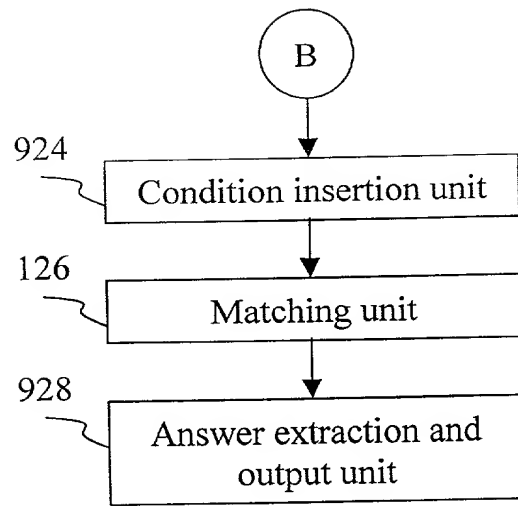 B
924
Condition insertion unit
126
Matching unit
928
Answer extraction and
output unit